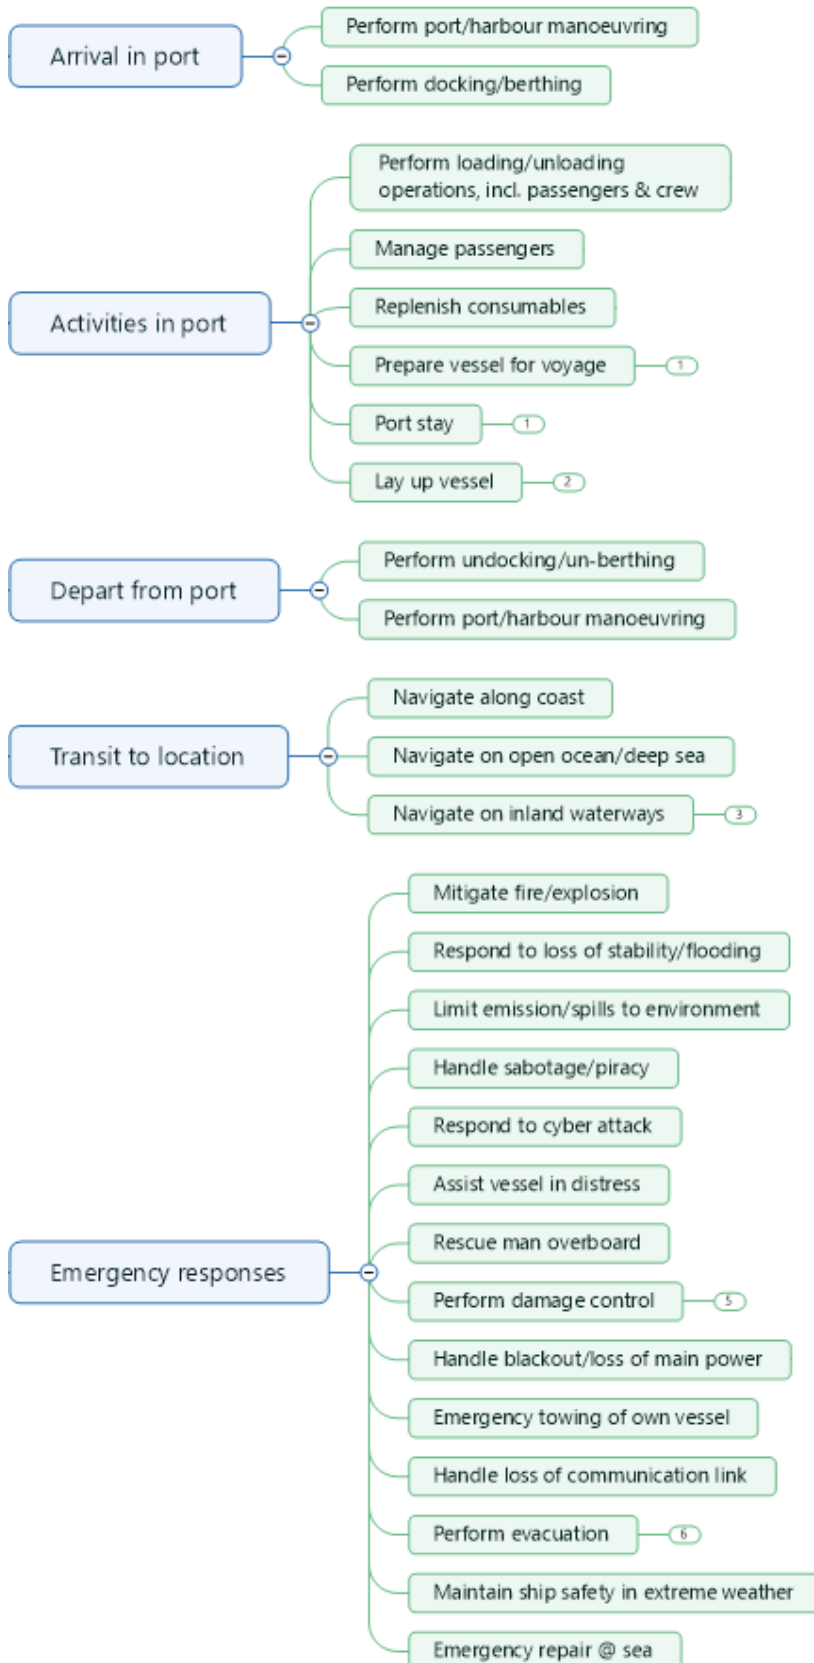 Arrival in port
Perform port/harbour manoeuvring
Perform docking/berthing
Activities in port
Perform loading/unloading
operations, incl. passengers & crew
Manage passengers
Replenish consumables
Prepare vessel for voyage
1
Port stay
1
Lay up vessel
2
Depart from port
Perform undocking/un-berthing
Perform port/harbour manoeuvring
Transit to location
Navigate along coast
Navigate on open ocean/deep sea
Navigate on inland waterways
3
Emergency responses
Mitigate fire/explosion
Respond to loss of stability/flooding
Limit emission/spills to environment
Handle sabotage/piracy
Respond to cyber attack
Assist vessel in distress
Rescue man overboard
Perform damage control
5
Handle blackout/loss of main power
Emergency towing of own vessel
Handle loss of communication link
Perform evacuation
6
Maintain ship safety in extreme weather
Emergency repair @ sea